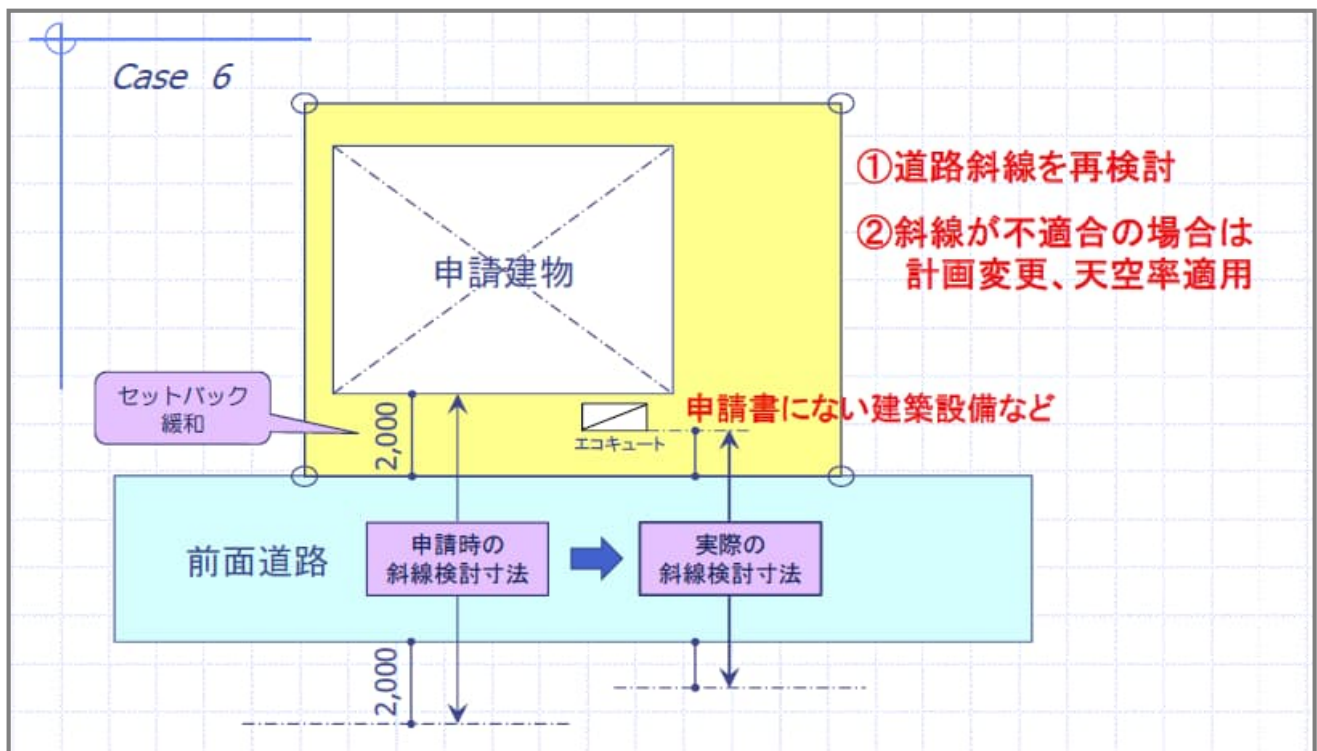 Case 6
①道路斜線を再検討
②斜線が不適合の場合は
計画変更、天空率適用
申請建物
セットバック
緩和
2,000
申請書にない建築設備など
エコキュート
前面道路
申請時の
斜線検討寸法
実際の
斜線検討寸法
2,000